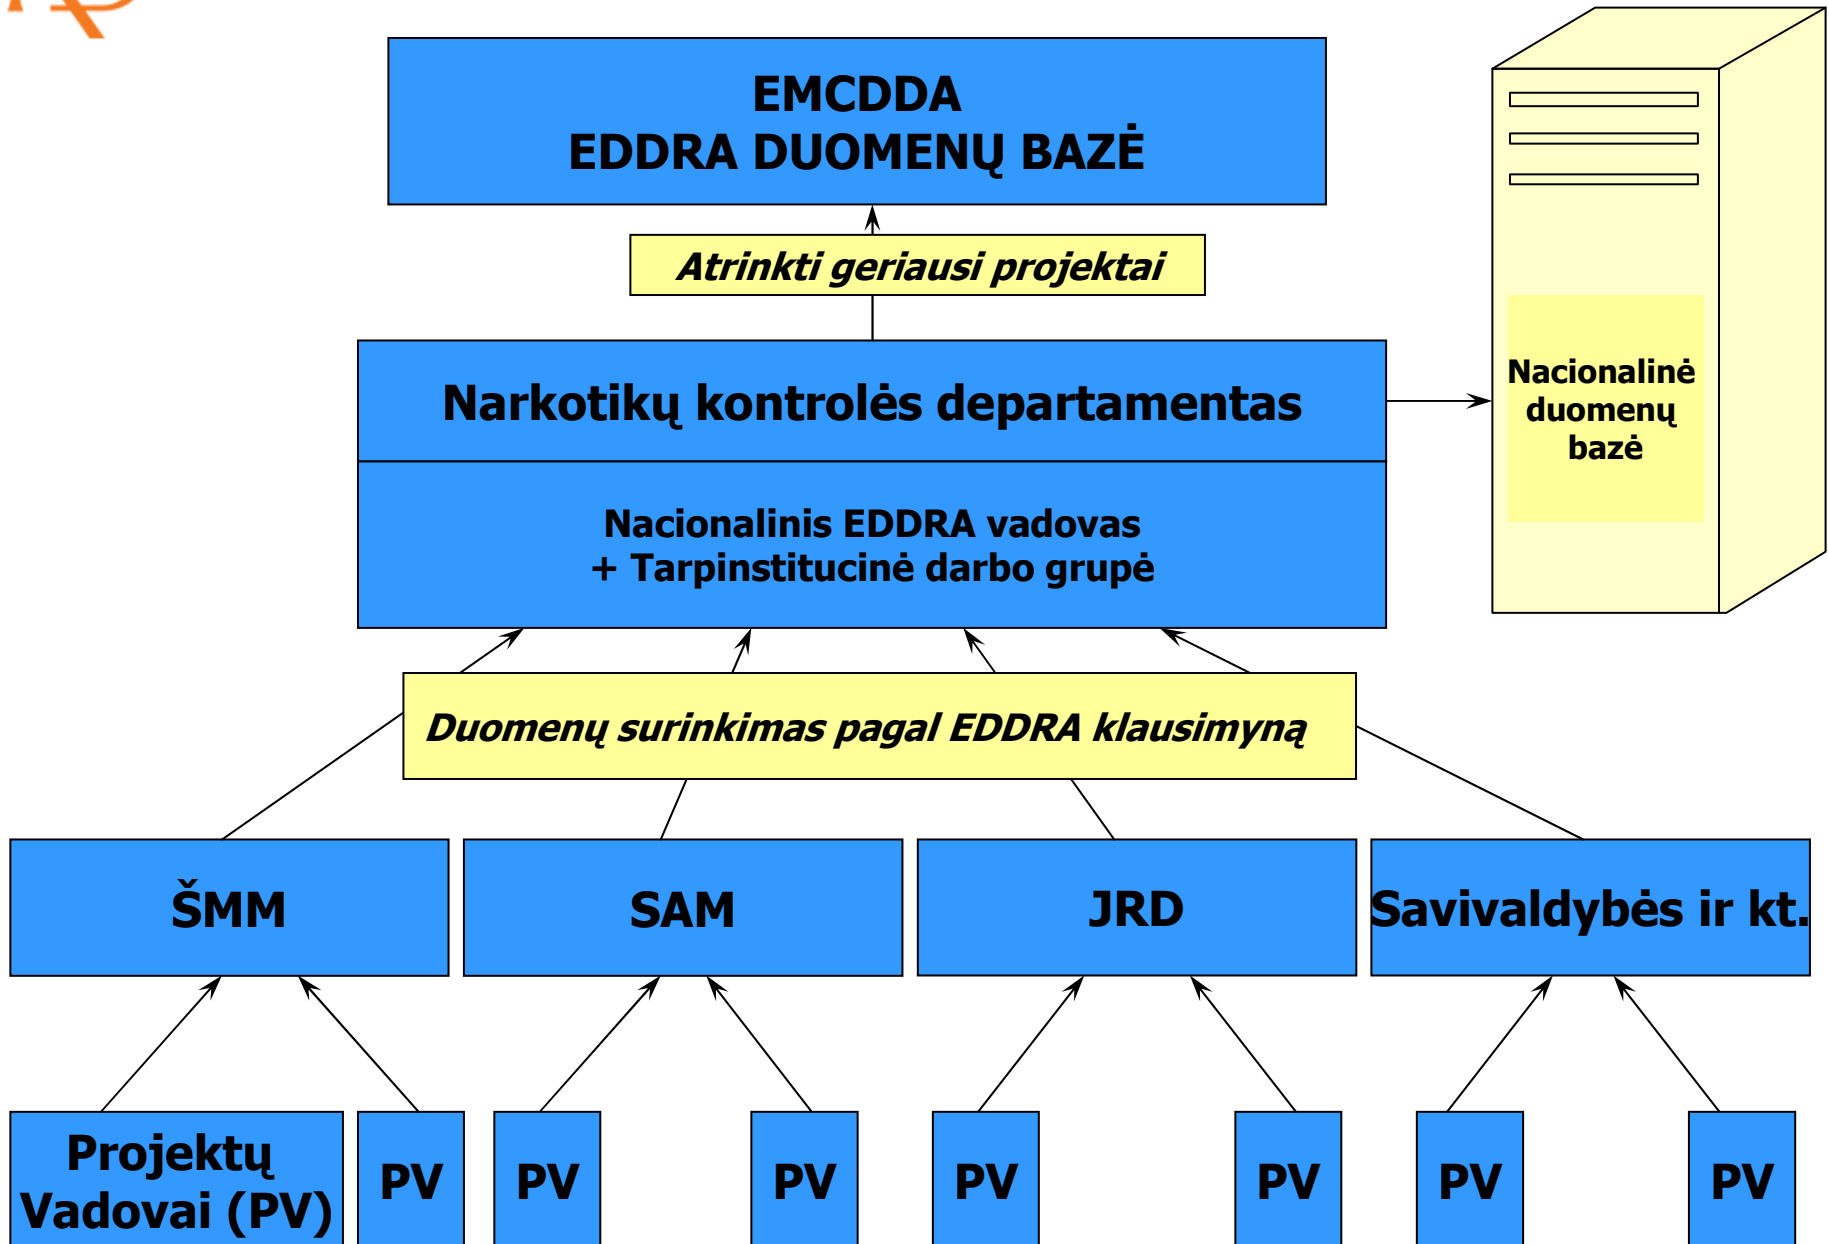 EMCDDA
EDDRA DUOMENŲ BAZĖ
Atrinkti geriausi projektai
Narkotikų kontrolės departamentas
Nacionalinė
duomenų
bazė
Nacionalinis EDDRA vadovas
+ Tarpinstitucinė darbo grupė
Duomenų surinkimas pagal EDDRA klausimyną
ŠMM
SAM
JRD
Savivaldybės ir kt.
Projektų
Vadovai (PV)
PV
PV
PV
PV
PV
PV
PV